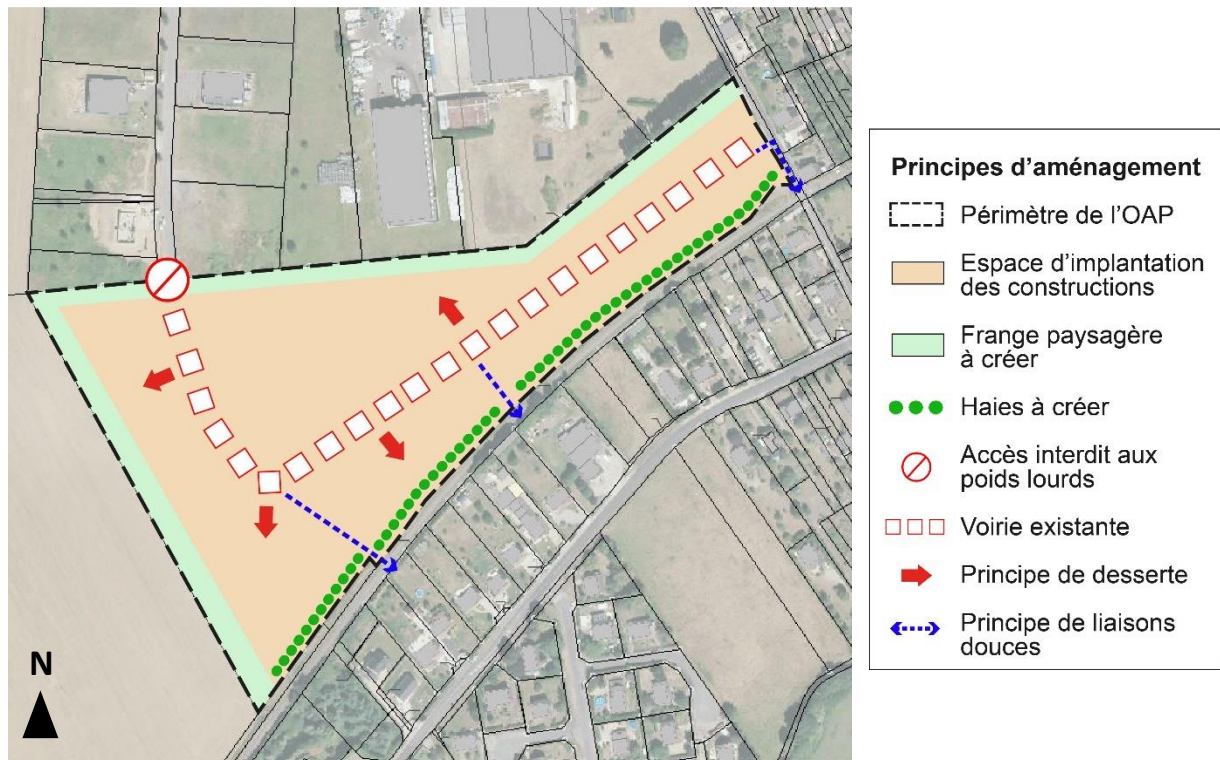 N
Principes d'aménagement
Périmètre de l'OAP
Espace d'implantation
des constructions
Frange paysagère
à créer
Haies à créer
Accès interdit aux
poids lourds
Voirie existante
Principe de desserte
Principe de liaisons
douces